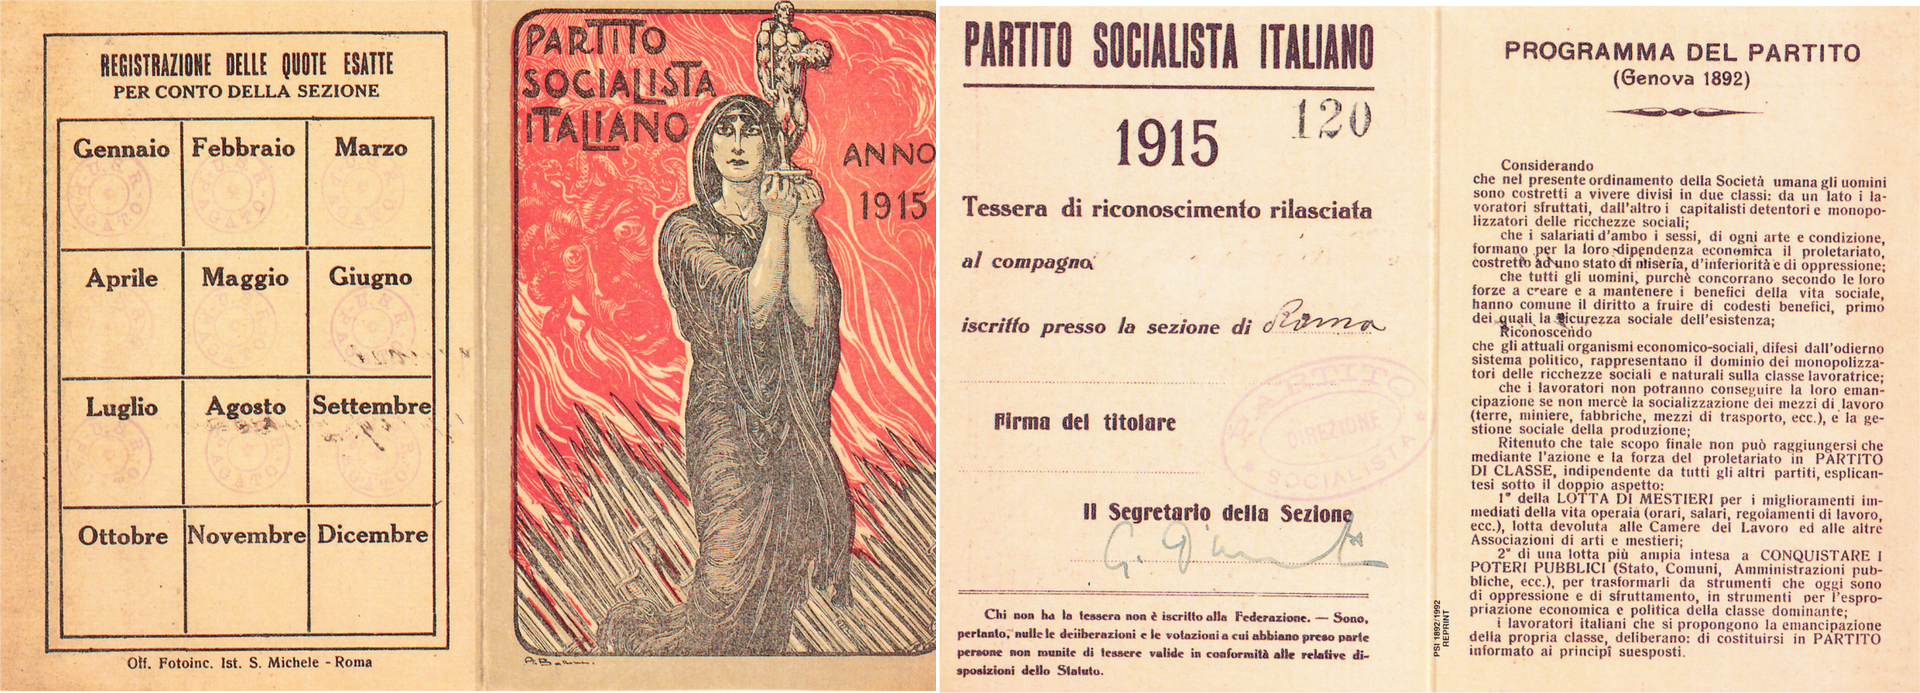 REGISTRAZIONE DELLE QUOTE ESATTE
PER CONTO DELLA SEZIONE
Gennaio Febbraio Marzo
Aprile Maggio Giugno
Luglio Agosto Settembre
Ottobre Novembre Dicembre
Off. Fotoinc. Ist. S. Michele - Roma
PARTITO
SOCIALISTA
ITALIANO
ANNO
1915
PARTITO SOCIALISTA ITALIANO
1915
120
Tessera di riconoscimento rilasciata
al compagno
iscritto presso la sezione di Roma
PARTITO
DIREZIONE
SOCIALISTA
Firma del titolare
Il Segretario della Sezione
Chi non ha la tessera non è iscritto alla Federazione. — Sono,
pertanto, nulle le deliberazioni e le votazioni a cui abbiano preso parte
persone non munite di tessere valide in conformità alle relative di-
sposizioni dello Statuto.
PROGRAMMA DEL PARTITO
(Genova 1892)
Considerando
che nel presente ordinamento della Società umana gli uomini
sono costretti a vivere divisi in due classi: da un lato i la-
voratori sfruttati, dall'altro i capitalisti detentori e monopo-
lizzatori delle ricchezze sociali;
che i salariati d'ambo i sessi, di ogni arte e condizione,
formano per la loro dipendenza economica il proletariato,
costretto ad uno stato di miseria, d'inferiorità e di oppressione;
che tutti gli uomini, purchè concorrano secondo le loro
forze a creare e a mantenere i benefici della vita sociale,
hanno comune il diritto a fruire di codesti benefici, primo
dei quali la sicurezza sociale dell'esistenza;
Riconoscendo
che gli attuali organismi economico-sociali, difesi dall'odierno
sistema politico, rappresentano il dominio dei monopolizza-
tori delle ricchezze sociali e naturali sulla classe lavoratrice;
che i lavoratori non potranno conseguire la loro eman-
cipazione se non mercè la socializzazione dei mezzi di lavoro
(terre, miniere, fabbriche, mezzi di trasporto, ecc.), e la ge-
stione sociale della produzione;
Ritenuto che tale scopo finale non può raggiungersi che
mediante l'azione e la forza del proletariato in PARTITO
DI CLASSE, indipendente da tutti gli altri partiti, esplican-
tesi sotto il doppio aspetto:
1° della LOTTA DI MESTIERI per i miglioramenti im-
mediati della vita operaia (orari, salari, regolamenti di lavoro,
ecc.), lotta devoluta alle Camere del Lavoro ed alle altre
Associazioni di arti e mestieri;
2° di una lotta più ampia intesa a CONQUISTARE I
POTERI PUBBLICI (Stato, Comuni, Amministrazioni pub-
bliche, ecc.), per trasformarli da strumenti che oggi sono
di oppressione e di sfruttamento, in strumenti per l'espro-
priazione economica e politica della classe dominante;
i lavoratori italiani che si propongono la emancipazione
della propria classe, deliberano: di costituirsi in PARTITO
informato ai principî suesposti.
PSI 1892/1992
REPRINT